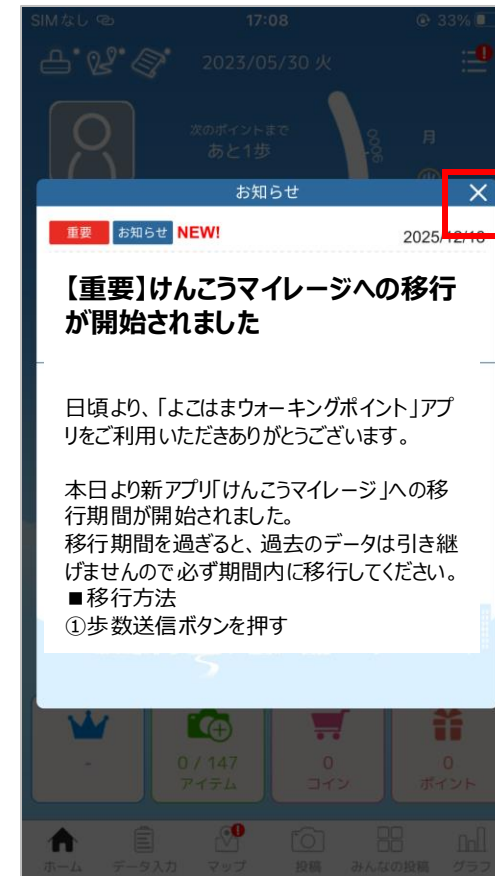 SIMなし 17:08 33%
2023/05/30 火
次のポイントまで
あと1歩
月
お知らせ
重要 お知らせ NEW!
【重要】けんこうマイレージへの移行
が開始されました
日頃より、「よこはまウォーキングポイント」アプ
リをご利用いただきありがとうございます。
本日より新アプリ「けんこうマイレージ」への移
行期間が開始されました。
移行期間を過ぎると、過去のデータは引き継
げませんので必ず期間内に移行してください。
■移行方法
①歩数送信ボタンを押す
- 0 / 147 0 0
アイテム コイン ポイント
ホーム データ入力 マップ 投稿 みんなの投稿 グラフ